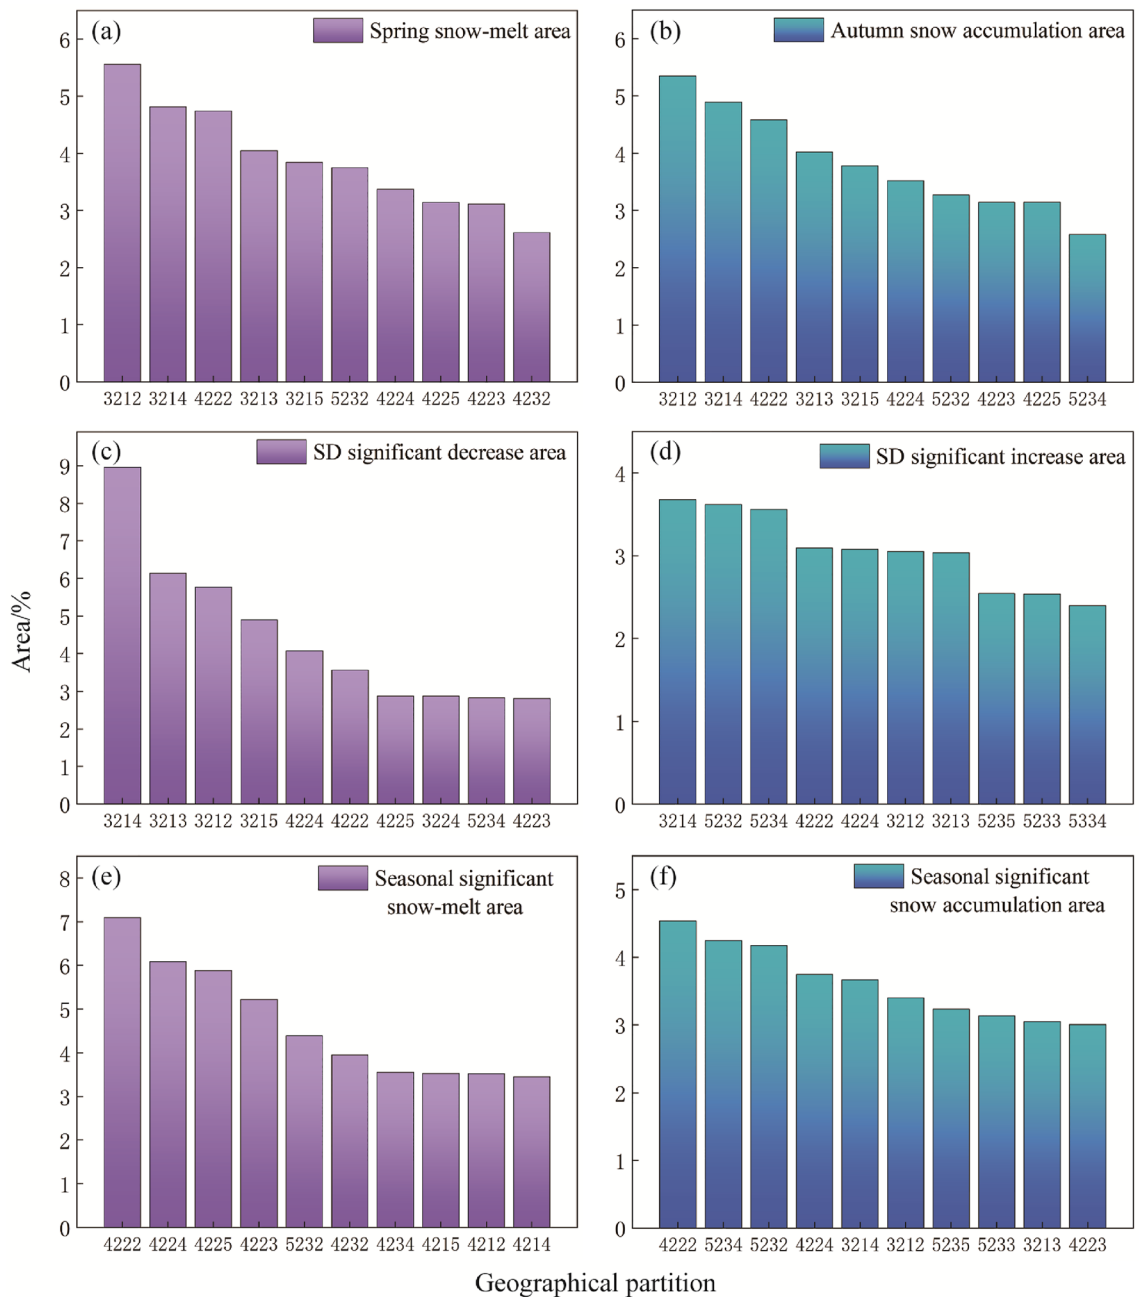 (a) Spring snow-melt area
6
5
4
3
2
1
0
3212 3214 4222 3213 3215 5232 4224 4225 4223 4232
(b) Autumn snow accumulation area
6
5
4
3
2
1
0
3212 3214 4222 3213 3215 4224 5232 4223 4225 5234
(c) SD significant decrease area
9
8
7
6
5
4
3
2
1
0
3214 3213 3212 3215 4224 4222 4225 3224 5234 4223
(d) SD significant increase area
4
3
2
1
0
3214 5232 5234 4222 4224 3212 3213 5235 5233 5334
(e) Seasonal significant
snow-melt area
8
7
6
5
4
3
2
1
0
4222 4224 4225 4223 5232 4232 4234 4215 4212 4214
(f) Seasonal significant
snow accumulation area
5
4
3
2
1
0
4222 5234 5232 4224 3214 3212 5235 5233 3213 4223
Area/%
Geographical partition